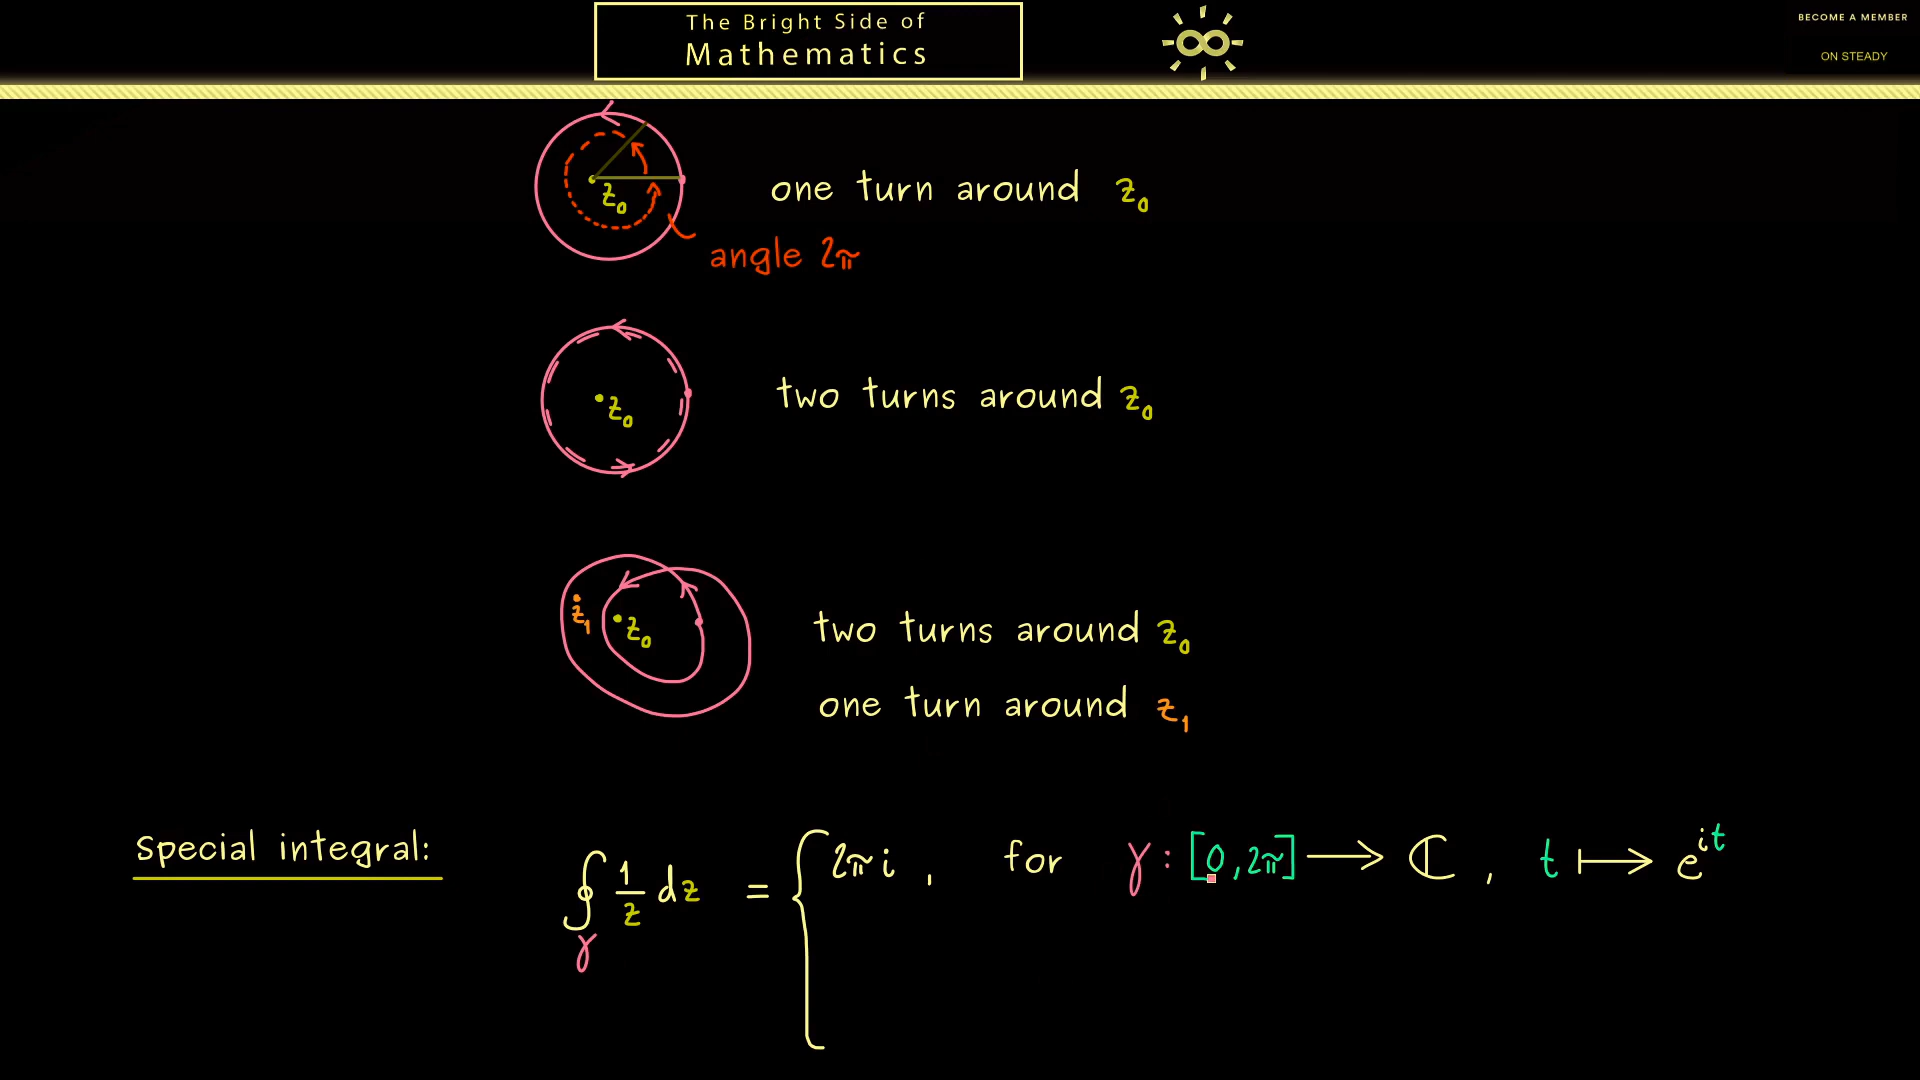 The Bright Side of
Mathematics
BECOME A MEMBER
ON STEADY
z₀
one turn around z₀
angle 2π
z₀
two turns around z₀
z₁
z₀
two turns around z₀
one turn around z₁
Special integral:
∮_γ 1/z dz = { 2πi , for γ : [0, 2π] ⟶ ℂ , t ⟼ e^{it}